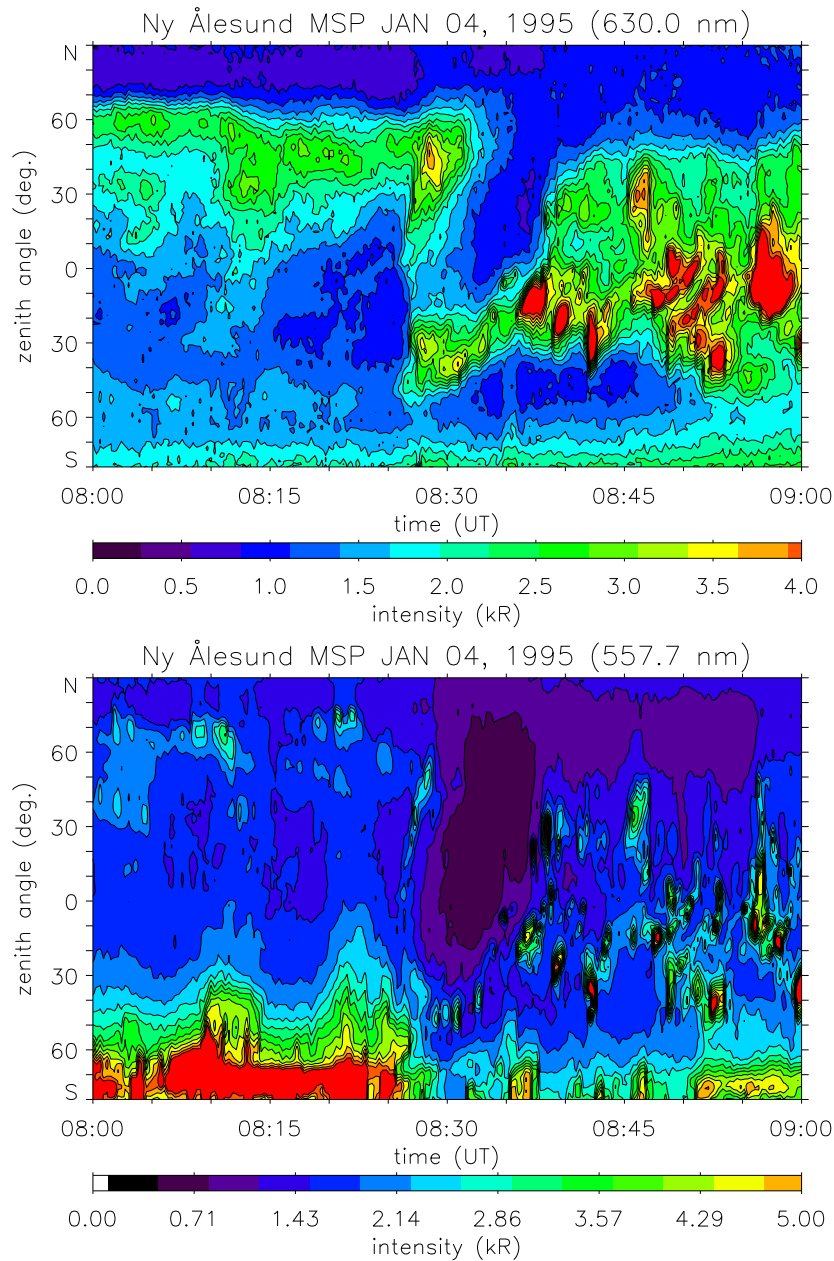 Ny Ålesund MSP JAN 04, 1995 (630.0 nm)
N
60
30
0
30
60
S
zenith angle (deg.)
08:00 08:15 08:30 08:45 09:00
time (UT)
0.0 0.5 1.0 1.5 2.0 2.5 3.0 3.5 4.0
intensity (kR)
Ny Ålesund MSP JAN 04, 1995 (557.7 nm)
N
60
30
0
30
60
S
zenith angle (deg.)
08:00 08:15 08:30 08:45 09:00
time (UT)
0.00 0.71 1.43 2.14 2.86 3.57 4.29 5.00
intensity (kR)